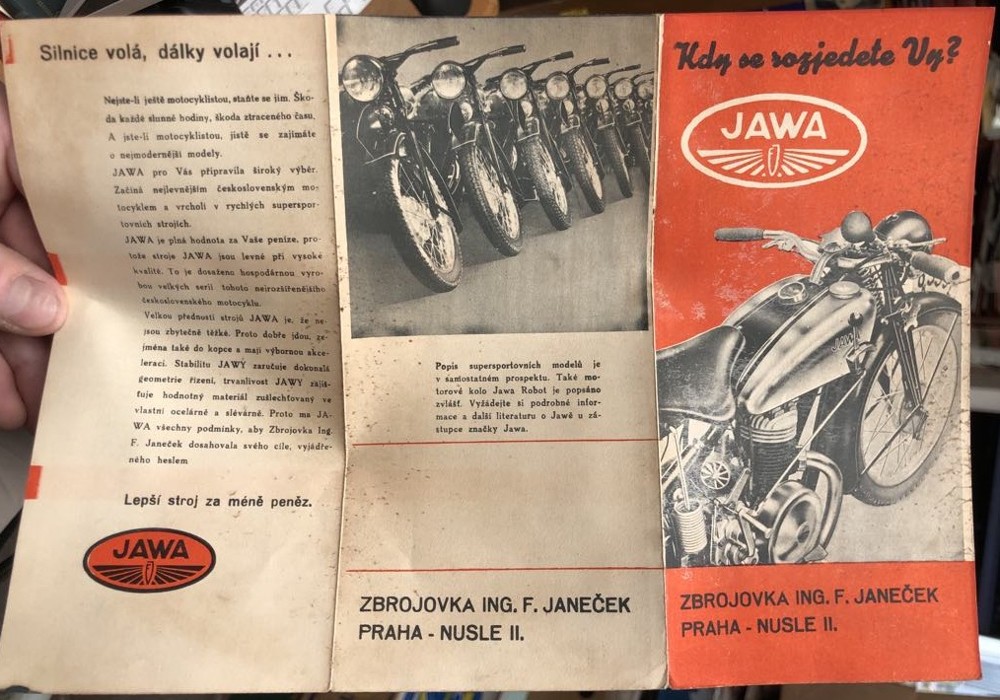 Silnice volá, dálky volají . . .
Nejste-li ještě motocyklistou, staňte se jím. Ško-
da každé slunné hodiny, škoda ztraceného času.
A jste-li motocyklistou, jistě se zajímáte
o nejmodernější modely.
JAWA pro Vás připravila široký výběr.
Začíná nejlevnějším československým mo-
tocyklem a vrcholí v rychlých superspor-
tovních strojích.
JAWA je plná hodnota za Vaše peníze, pro-
tože stroje JAWA jsou levné při vysoké
kvalitě. To je dosaženo hospodárnou vyro-
bou velkých serií tohoto nejrozšířenějšího
československého motocyklu.
Velkou předností strojů JAWA je, že ne-
jsou zbytečně těžké. Proto dobře jdou, ze-
jména také do kopce a mají výbornou akce-
leraci. Stabilitu JAWY zaručuje dokonalá
geometrie řízení, trvanlivost JAWY zajiš-
ťuje hodnotný materiál zušlechťovaný ve
vlastní ocelárně a slévárně. Proto má JA-
WA všechny podmínky, aby Zbrojovka Ing.
F. Janeček dosahovala svého cíle, vyjádře-
ného heslem
Lepší stroj za méně peněz.
JAWA
Popis supersportovních modelů je
v samostatném prospektu. Také mo-
torové kolo Jawa Robot je popsáno
zvlášť. Vyžádejte si podrobné infor-
mace a další literaturu o Jawě u zá-
stupce značky Jawa.
ZBROJOVKA ING. F. JANEČEK
PRAHA - NUSLE II.
Kdy se rozjedete Vy?
JAWA
JAWA
ZBROJOVKA ING. F. JANEČEK
PRAHA - NUSLE II.